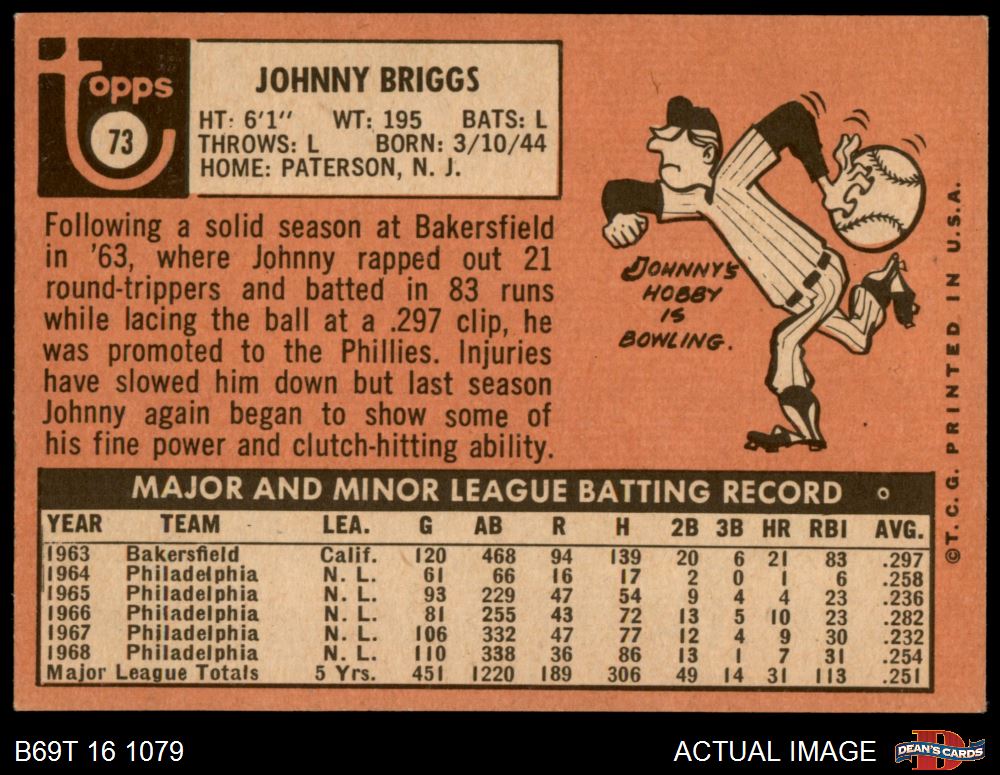 topps
73
JOHNNY BRIGGS
HT: 6'1" WT: 195 BATS: L
THROWS: L BORN: 3/10/44
HOME: PATERSON, N. J.
Following a solid season at Bakersfield
in '63, where Johnny rapped out 21
round-trippers and batted in 83 runs
while lacing the ball at a .297 clip, he
was promoted to the Phillies. Injuries
have slowed him down but last season
Johnny again began to show some of
his fine power and clutch-hitting ability.
JOHNNY'S
HOBBY
IS
BOWLING.
MAJOR AND MINOR LEAGUE BATTING RECORD
YEAR TEAM LEA. G AB R H 2B 3B HR RBI AVG.
1963 Bakersfield Calif. 120 468 94 139 20 6 21 83 .297
1964 Philadelphia N. L. 61 66 16 17 2 0 1 6 .258
1965 Philadelphia N. L. 93 229 47 54 9 4 4 23 .236
1966 Philadelphia N. L. 81 255 43 72 13 5 10 23 .282
1967 Philadelphia N. L. 106 332 47 77 12 4 9 30 .232
1968 Philadelphia N. L. 110 338 36 86 13 1 7 31 .254
Major League Totals 5 Yrs. 451 1220 189 306 49 14 31 113 .251
©T. C. G. PRINTED IN U.S.A.
B69T 16 1079
ACTUAL IMAGE
DEAN'S CARDS